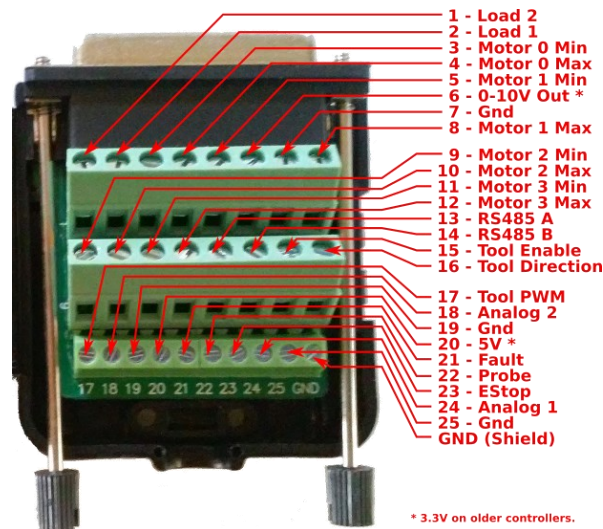 1 - Load 2
2 - Load 1
3 - Motor 0 Min
4 - Motor 0 Max
5 - Motor 1 Min
6 - 0-10V Out *
7 - Gnd
8 - Motor 1 Max
9 - Motor 2 Min
10 - Motor 2 Max
11 - Motor 3 Min
12 - Motor 3 Max
13 - RS485 A
14 - RS485 B
15 - Tool Enable
16 - Tool Direction
17 - Tool PWM
18 - Analog 2
19 - Gnd
20 - 5V *
21 - Fault
22 - Probe
23 - EStop
24 - Analog 1
25 - Gnd
GND (Shield)
17 18 19 20 21 22 23 24 25 GND
* 3.3V on older controllers.